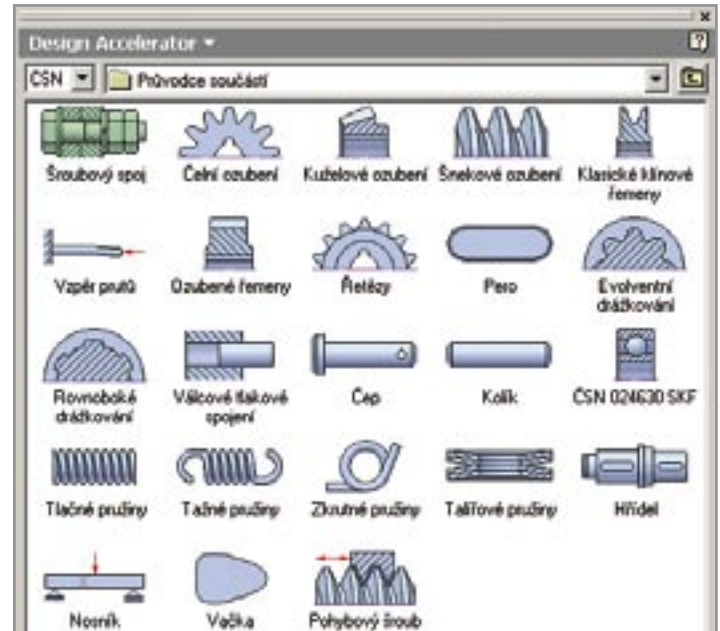 Design Accelerator
ČSN Průvodce součástí
Šroubový spoj Čelní ozubení Kuželové ozubení Šnekové ozubení Klasické klínové
řemeny
Vzpěr prutů Ozubené řemeny Řetězy Pero Evolventní
drážkování
Rovnoboké
drážkování Válcové tlakové
spojení Čep Kolík ČSN 024630 SKF
Tlačné pružiny Tažné pružiny Zkrutné pružiny Talířové pružiny Hřídel
Nosník Vačka Pohybový šroub